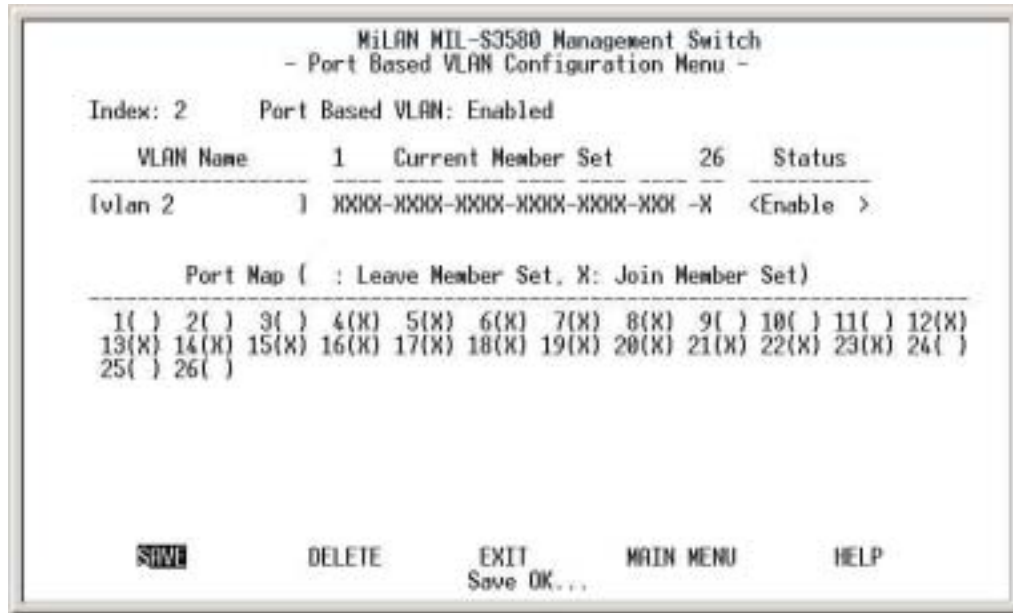 MiLAN MIL-S3580 Management Switch
- Port Based VLAN Configuration Menu -
Index: 2 Port Based VLAN: Enabled
VLAN Name 1 Current Member Set 26 Status
[vlan 2 ] XXXX-XXXX-XXXX-XXXX-XXXX-XXX -X <Enable >
Port Map ( : Leave Member Set, X: Join Member Set)
1( ) 2( ) 3( ) 4(X) 5(X) 6(X) 7(X) 8(X) 9( ) 10( ) 11( ) 12(X)
13(X) 14(X) 15(X) 16(X) 17(X) 18(X) 19(X) 20(X) 21(X) 22(X) 23(X) 24( )
25( ) 26( )
SAVE DELETE EXIT MAIN MENU HELP
Save OK...